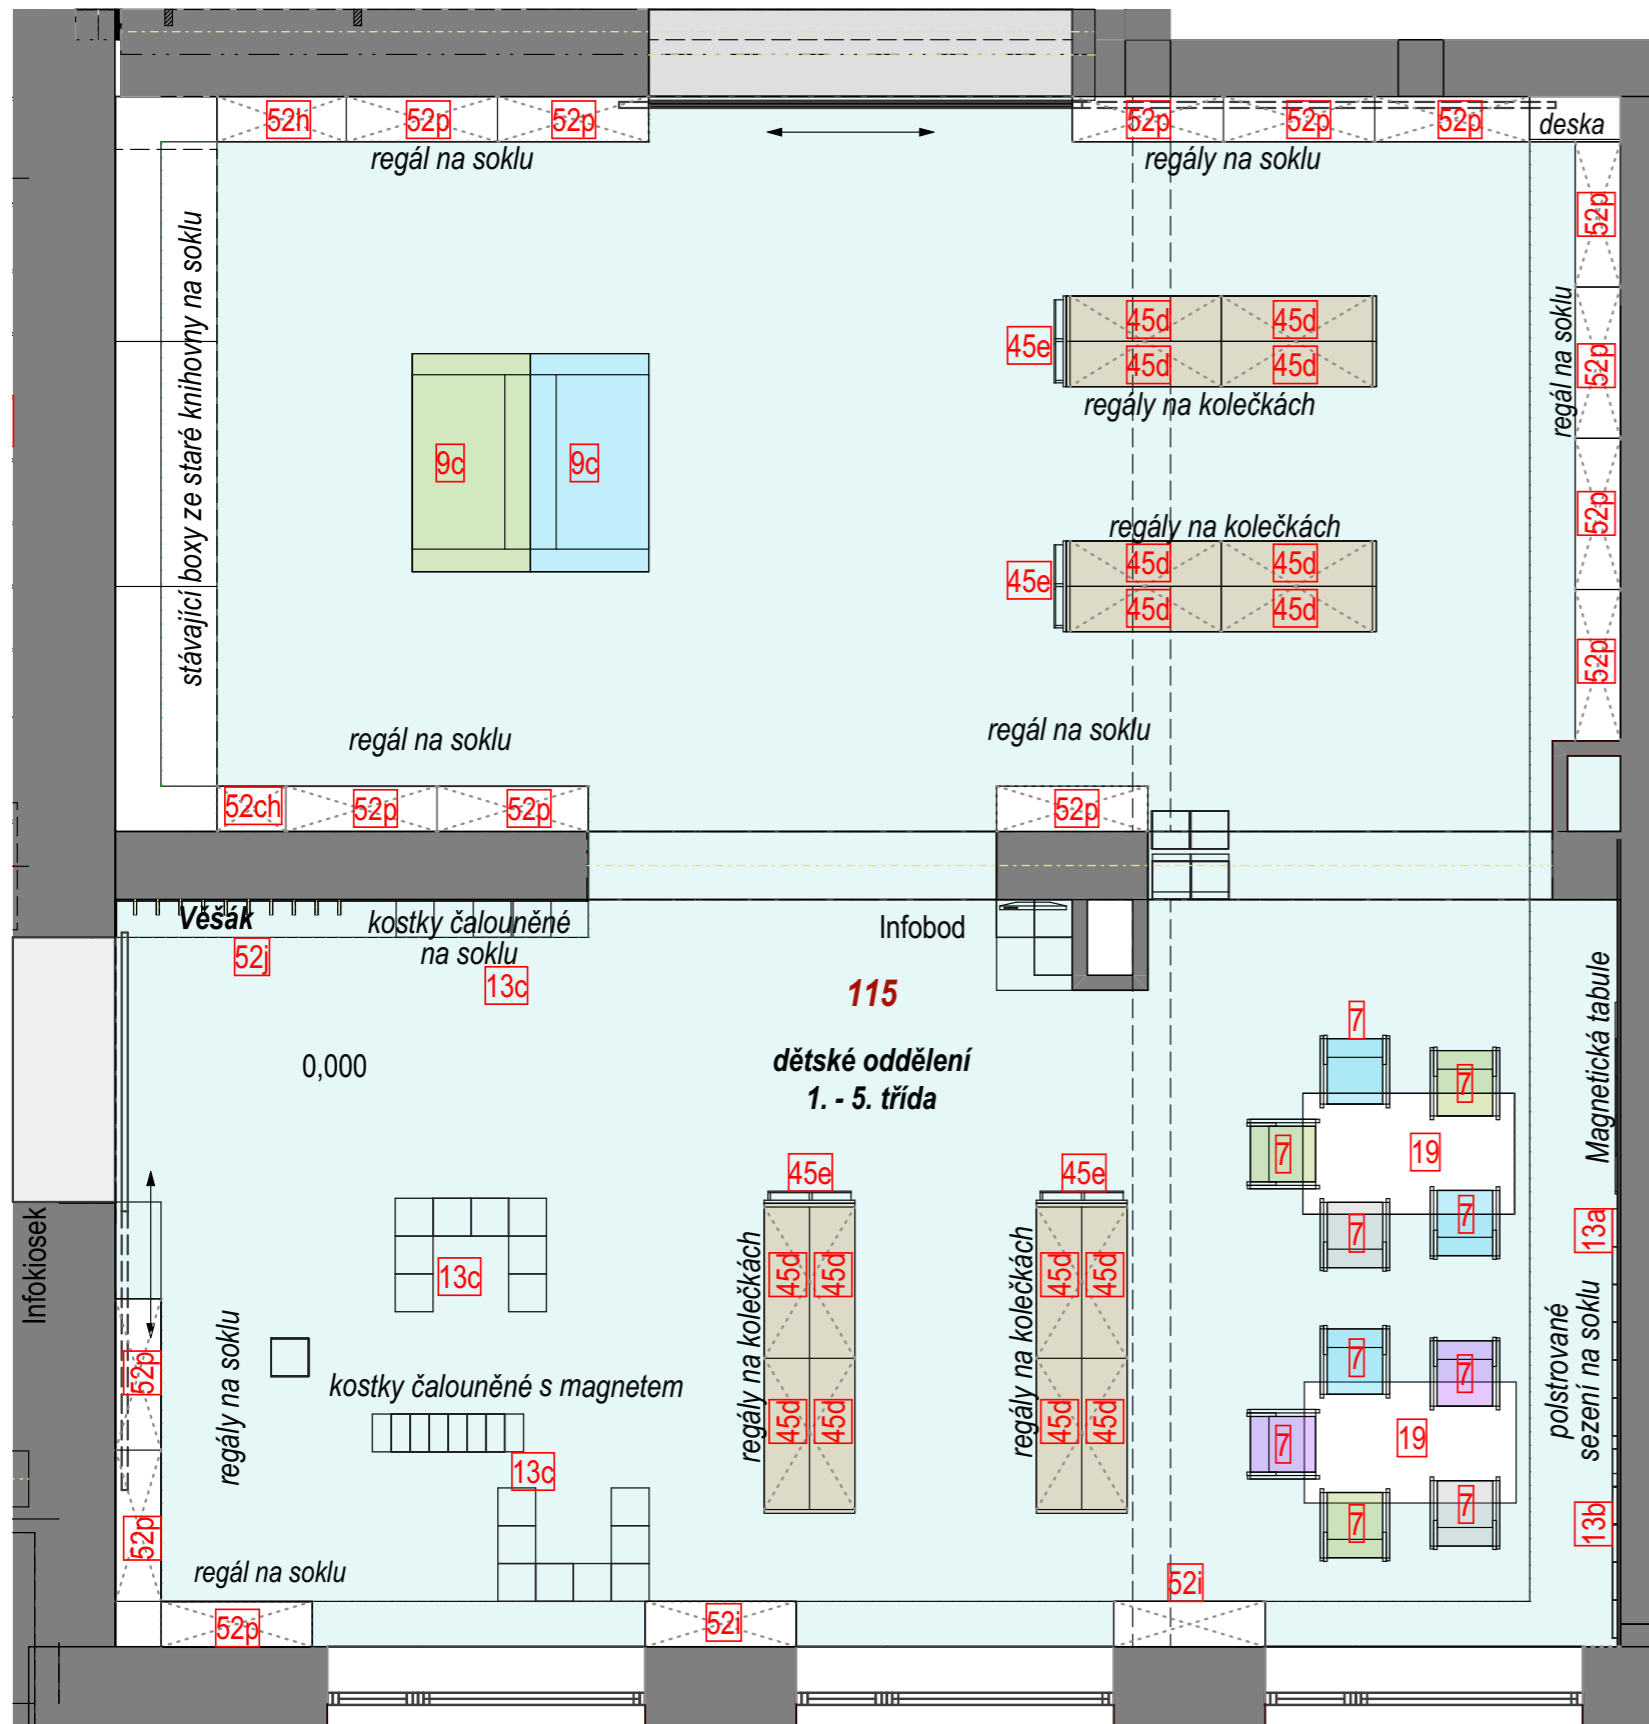 52h
52p
52p
52p
52p
52p
deska
regál na soklu
regály na soklu
52p
stávající boxy ze staré knihovny na soklu
45d
45d
45e
45d
45d
regály na kolečkách
regál na soklu
52p
9c
9c
regály na kolečkách
52p
45d
45d
45e
45d
45d
52p
regál na soklu
regál na soklu
52ch
52p
52p
52p
Věšák
kostky čalouněné
na soklu
52j
13c
Infobod
115
dětské oddělení
1. - 5. třída
0,000
Magnetická tabule
7
7
7
19
7
7
13a
Infokiosek
45e
45e
13c
regály na kolečkách
45d
45d
45d
45d
regály na kolečkách
45d
45d
45d
45d
polstrované
sezení na soklu
regály na soklu
52p
kostky čalouněné s magnetem
13c
7
7
7
19
7
7
13b
52p
regál na soklu
52p
52i
52i